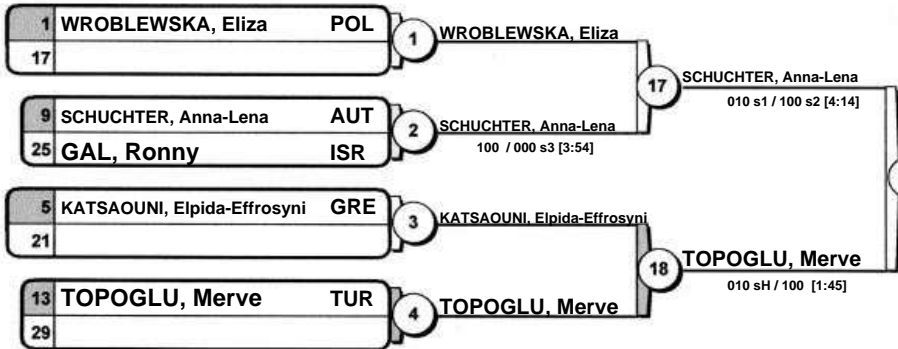 1 WROBLEWSKA, Eliza POL
17
1 WROBLEWSKA, Eliza
9 SCHUCHTER, Anna-Lena AUT
25 GAL, Ronny ISR
2 SCHUCHTER, Anna-Lena
100 / 000 s3 [3:54]
17 SCHUCHTER, Anna-Lena
010 s1 / 100 s2 [4:14]
5 KATSAOUNI, Elpida-Effrosyni GRE
21
3 KATSAOUNI, Elpida-Effrosyni
13 TOPOGLU, Merve TUR
29
4 TOPOGLU, Merve
18 TOPOGLU, Merve
010 sH / 100 [1:45]